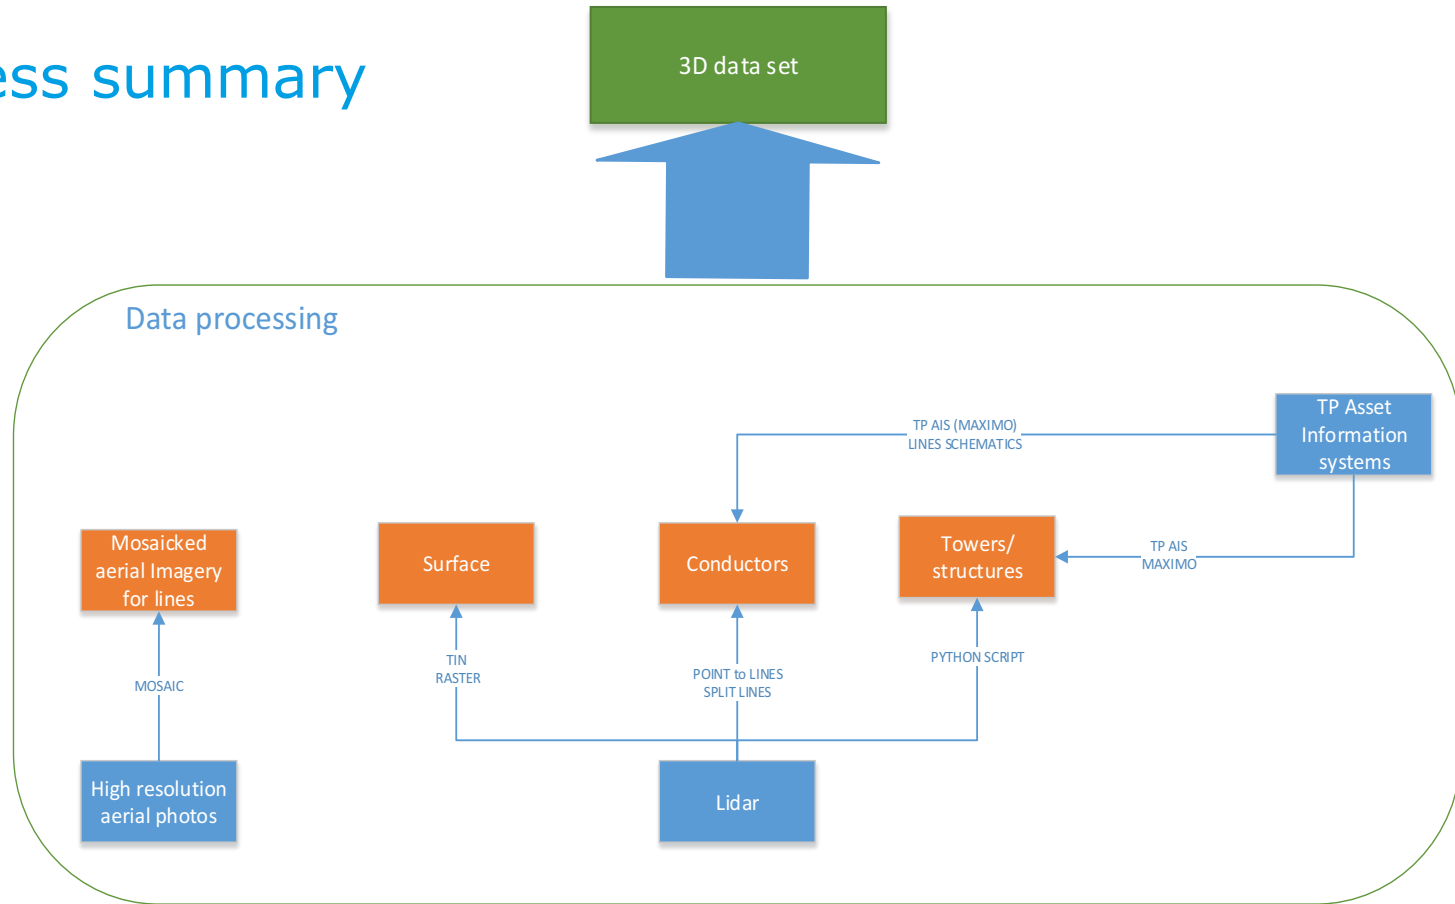 ess summary
3D data set
Data processing
TP Asset
Information
systems
TP AIS (MAXIMO)
LINES SCHEMATICS
Mosaicked
aerial Imagery
for lines
Surface
Conductors
Towers/
structures
TP AIS
MAXIMO
MOSAIC
TIN
RASTER
POINT to LINES
SPLIT LINES
PYTHON SCRIPT
High resolution
aerial photos
Lidar